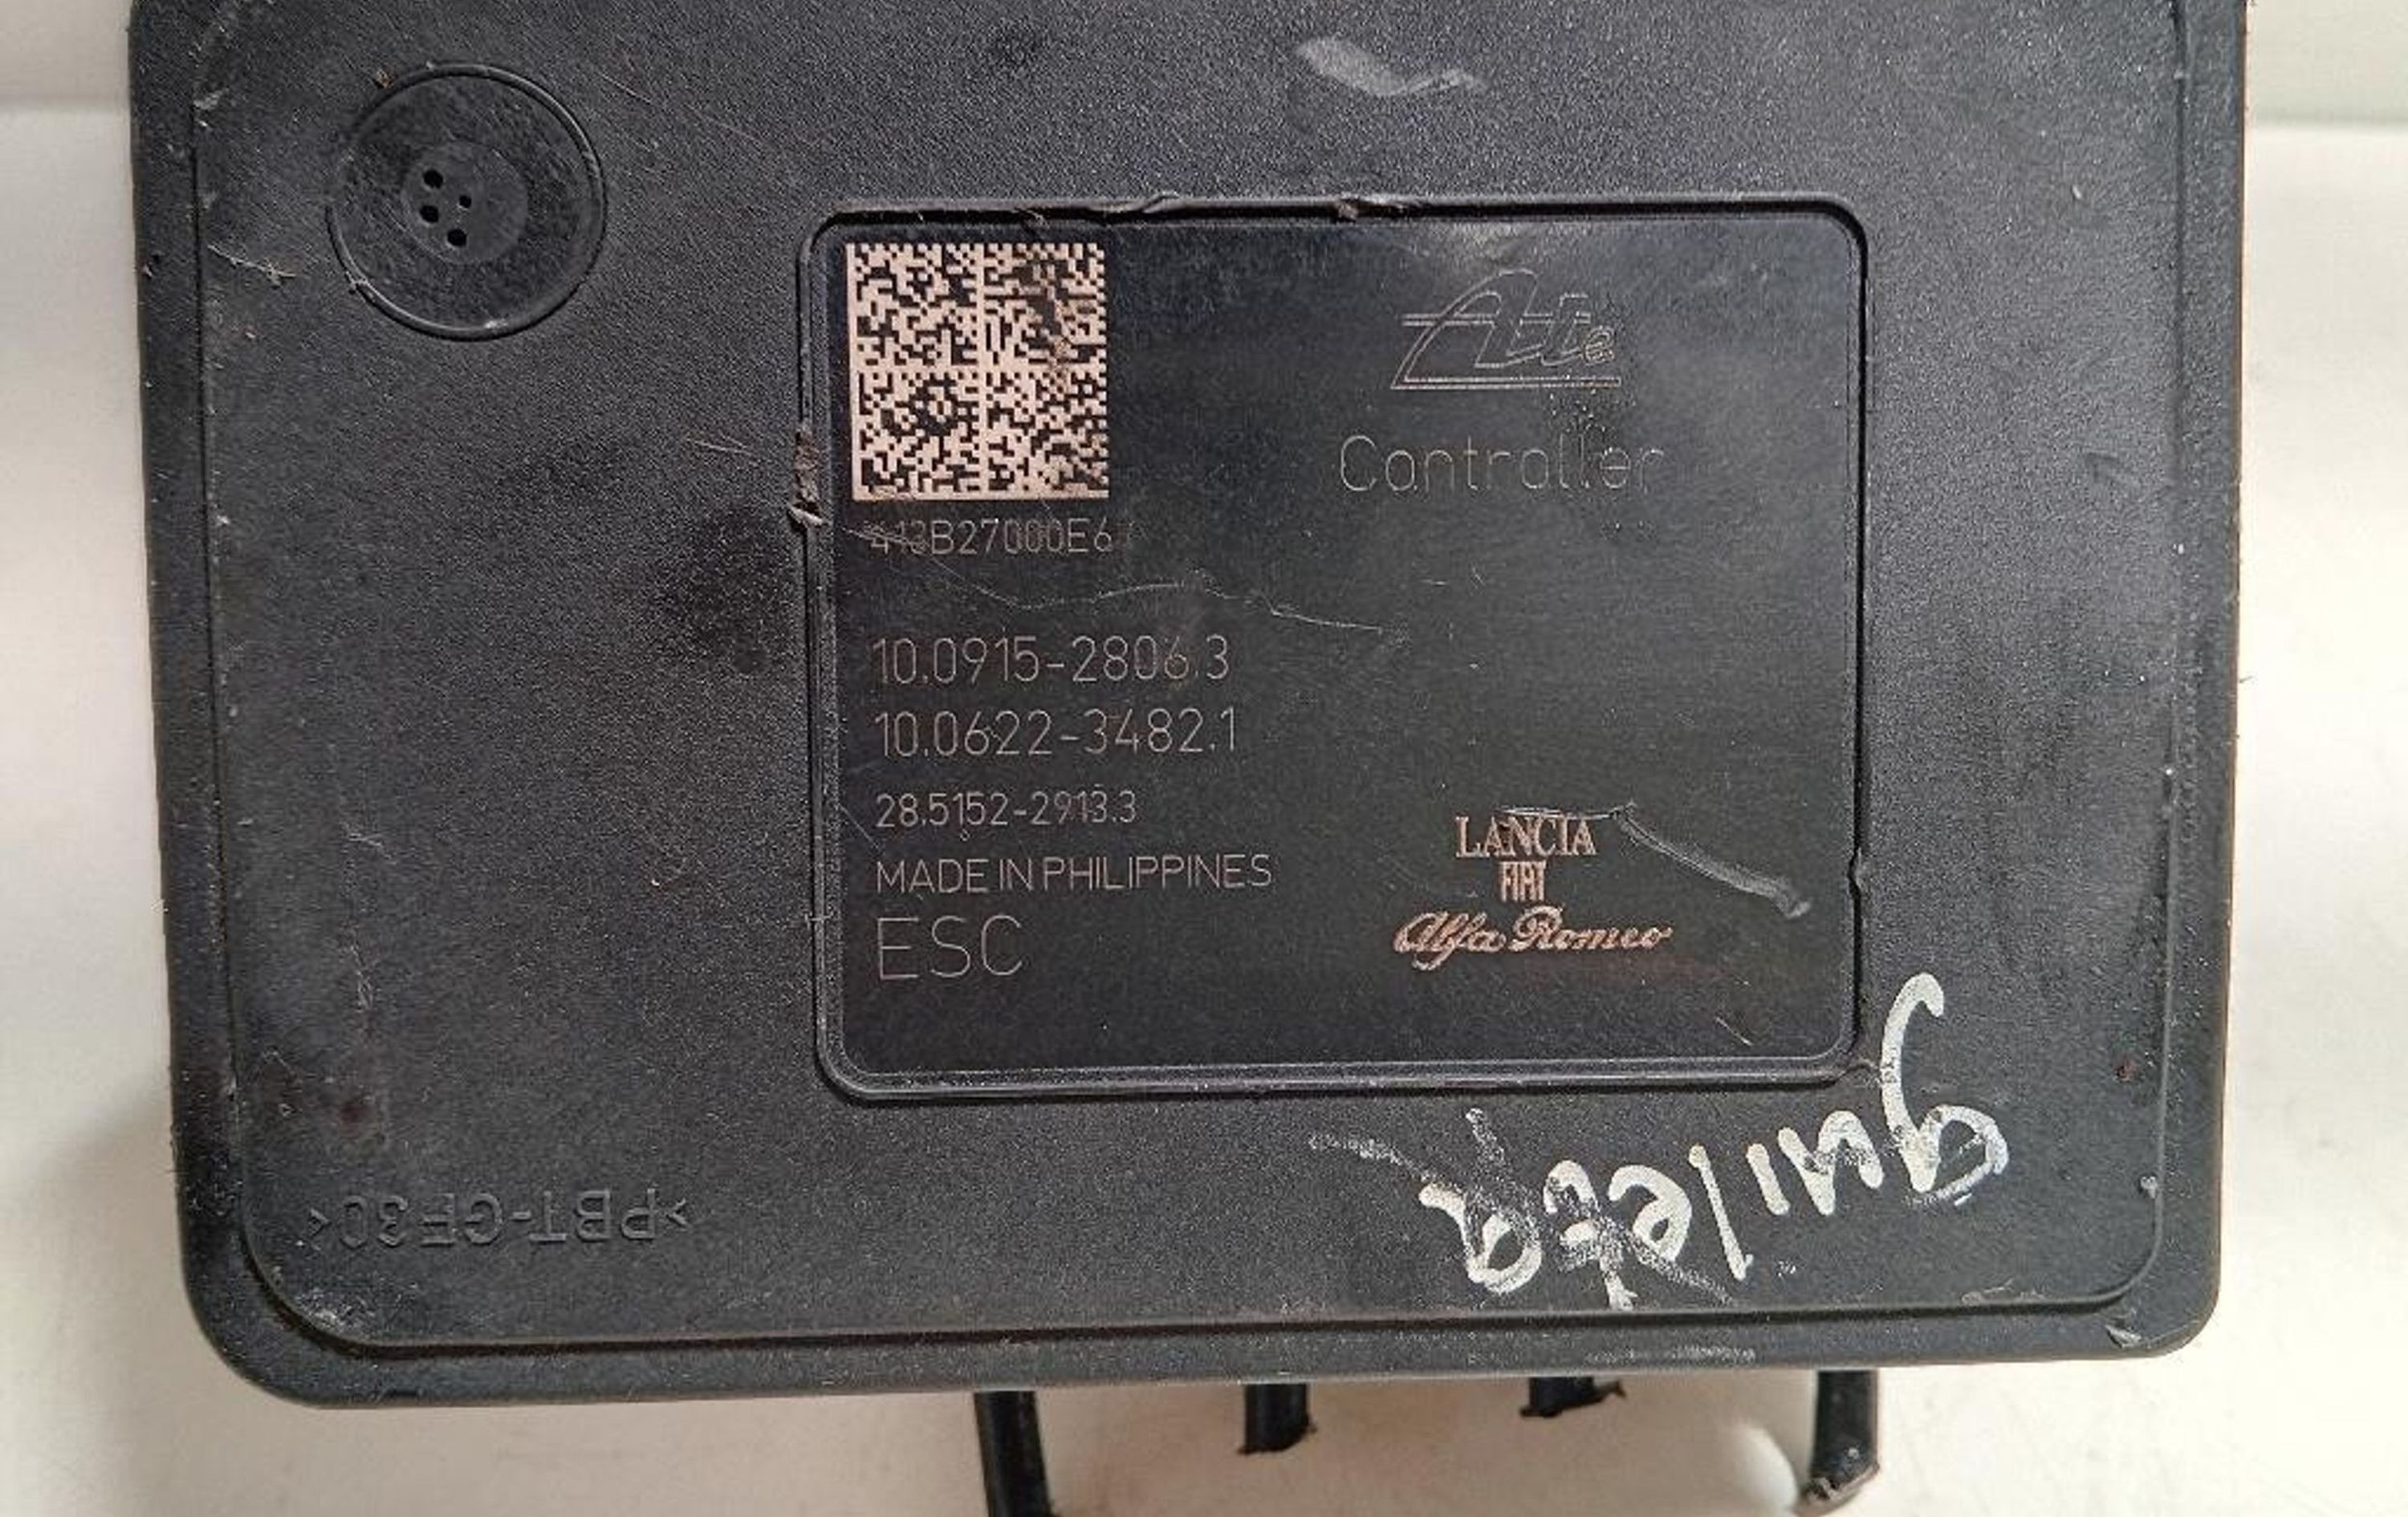 Ate
Controller
413B27000E6
10.0915-2806.3
10.0622-3482.1
28.5152-2913.3
MADE IN PHILIPPINES
ESC
LANCIA
FIAT
Alfa Romeo
>PBT-GF30<